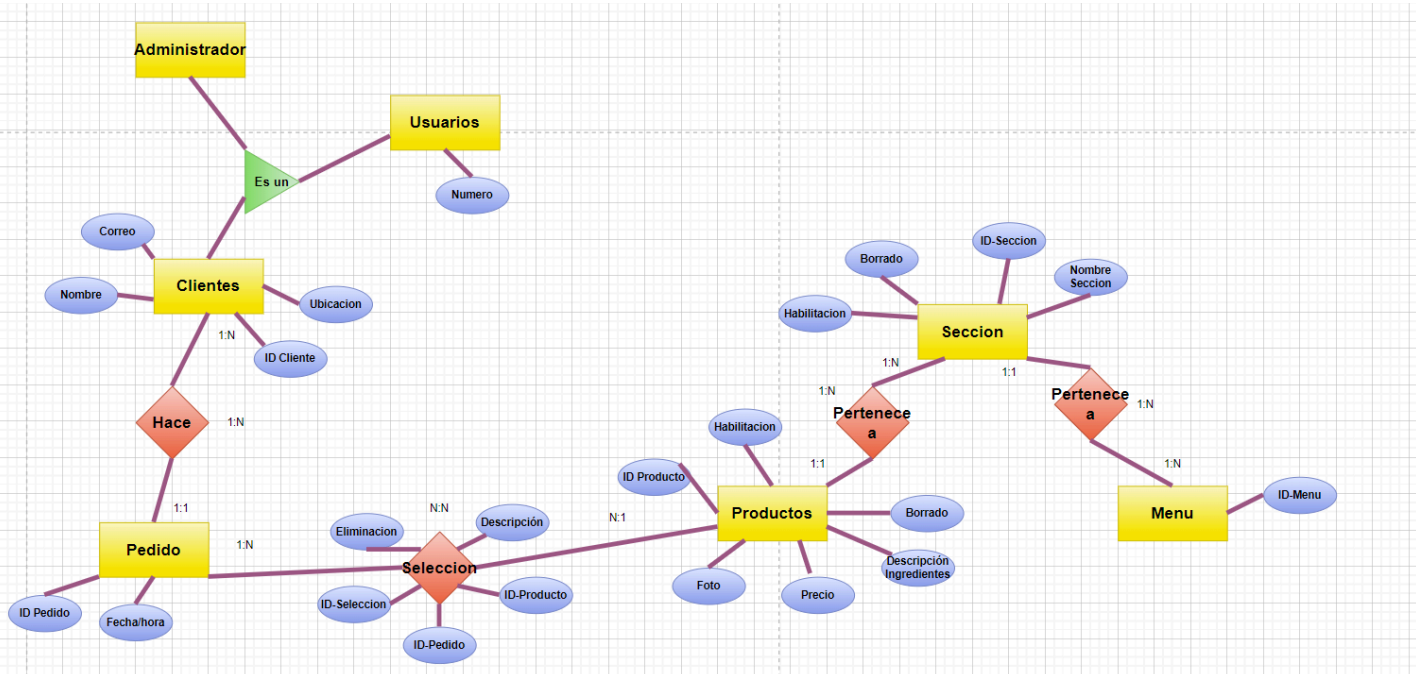 Administrador
Usuarios
Es un
Numero
Correo
Clientes
Nombre
Ubicacion
1:N
ID Cliente
Hace
1:N
1:1
Pedido
1:N
ID Pedido
Fecha/hora
N:N
Eliminacion
Descripción
Seleccion
ID-Seleccion
ID-Producto
ID-Pedido
N:1
ID-Seccion
Borrado
Nombre
Seccion
Habilitacion
Seccion
1:N
1:1
1:N
Pertenece
a
Pertenece
a
1:N
Habilitacion
1:1
1:N
ID Producto
Productos
Borrado
Menu
ID-Menu
Descripción
Ingredientes
Foto
Precio